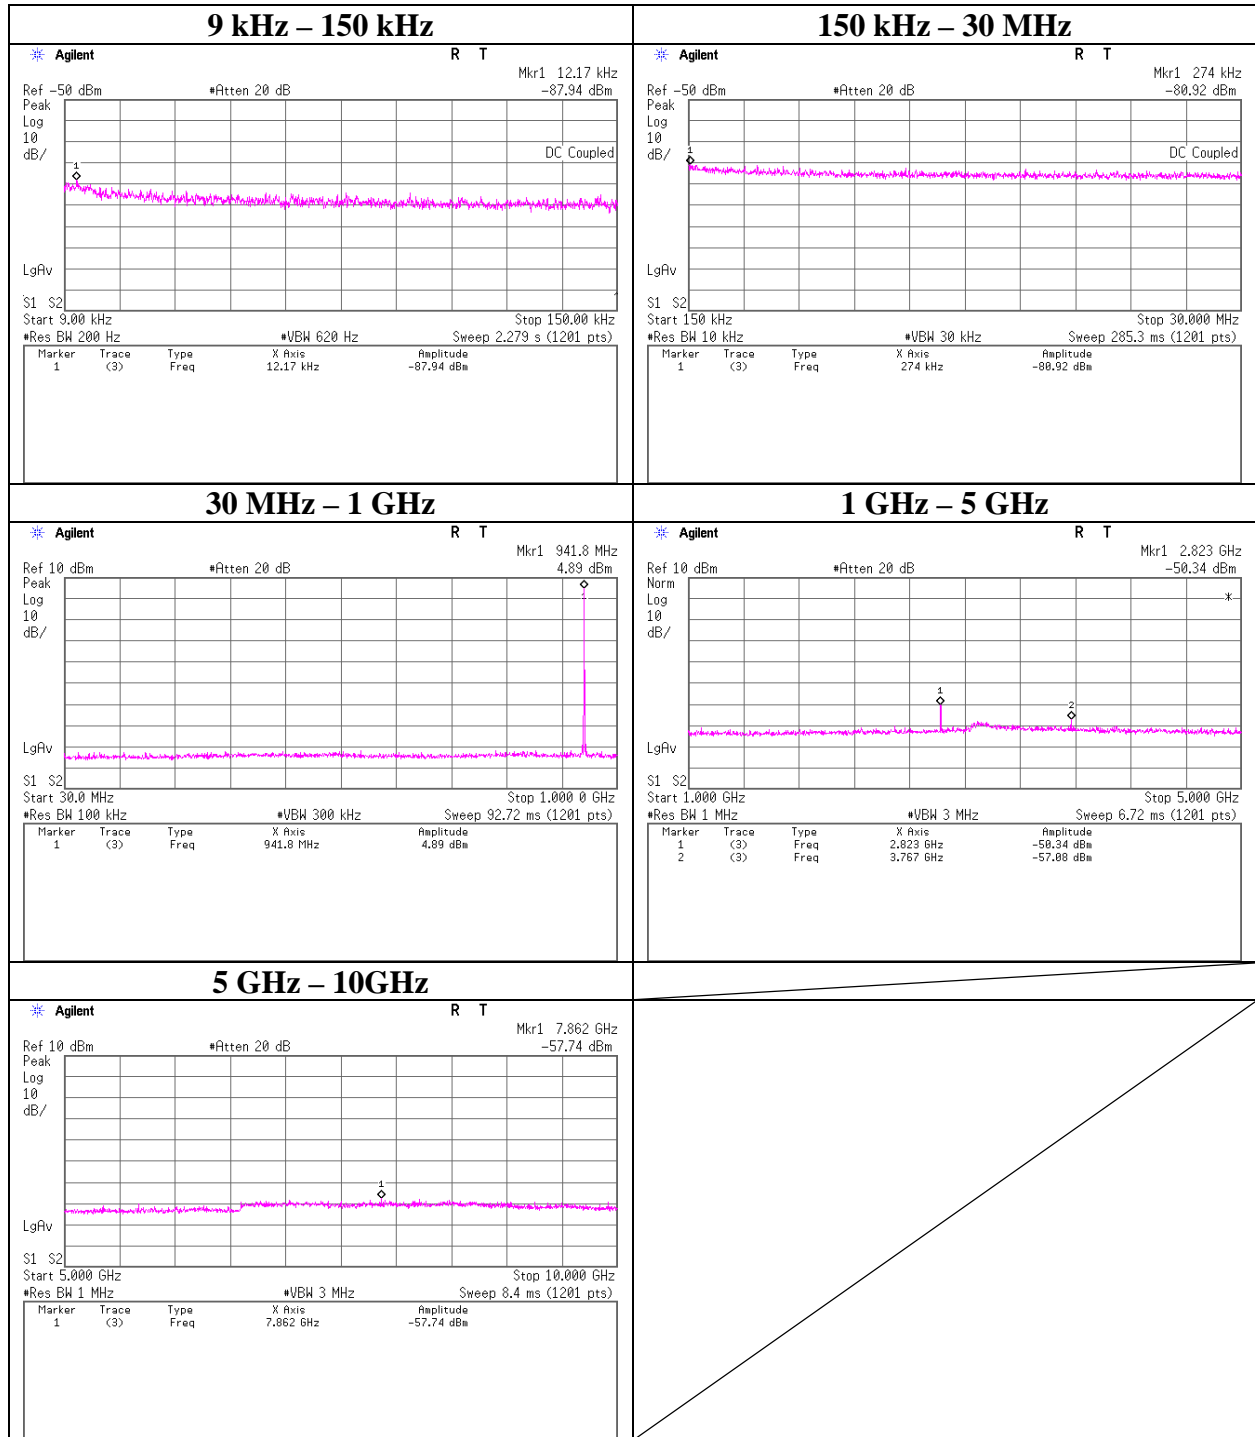 9 kHz – 150 kHz
Agilent R T
Mkr1 12.17 kHz
Ref -50 dBm #Atten 20 dB -87.94 dBm
Peak
Log
10
dB/
1
DC Coupled
LgAv
S1 S2
Start 9.00 kHz Stop 150.00 kHz
#Res BW 200 Hz #VBW 620 Hz Sweep 2.279 s (1201 pts)
Marker Trace Type X Axis Amplitude
1 (3) Freq 12.17 kHz -87.94 dBm
150 kHz – 30 MHz
Agilent R T
Mkr1 274 kHz
Ref -50 dBm #Atten 20 dB -80.92 dBm
Peak
Log
10
dB/
1
DC Coupled
LgAv
S1 S2
Start 150 kHz Stop 30.000 MHz
#Res BW 10 kHz #VBW 30 kHz Sweep 285.3 ms (1201 pts)
Marker Trace Type X Axis Amplitude
1 (3) Freq 274 kHz -80.92 dBm
30 MHz – 1 GHz
Agilent R T
Mkr1 941.8 MHz
Ref 10 dBm #Atten 20 dB 4.89 dBm
Peak
Log
10
dB/
1
LgAv
S1 S2
Start 30.0 MHz Stop 1.000 0 GHz
#Res BW 100 kHz #VBW 300 kHz Sweep 92.72 ms (1201 pts)
Marker Trace Type X Axis Amplitude
1 (3) Freq 941.8 MHz 4.89 dBm
1 GHz – 5 GHz
Agilent R T
Mkr1 2.823 GHz
Ref 10 dBm #Atten 20 dB -50.34 dBm
Norm
Log
*
10
dB/
1
2
LgAv
S1 S2
Start 1.000 GHz Stop 5.000 GHz
#Res BW 1 MHz #VBW 3 MHz Sweep 6.72 ms (1201 pts)
Marker Trace Type X Axis Amplitude
1 (3) Freq 2.823 GHz -50.34 dBm
2 (3) Freq 3.767 GHz -57.08 dBm
5 GHz – 10GHz
Agilent R T
Mkr1 7.862 GHz
Ref 10 dBm #Atten 20 dB -57.74 dBm
Peak
Log
10
dB/
1
LgAv
S1 S2
Start 5.000 GHz Stop 10.000 GHz
#Res BW 1 MHz #VBW 3 MHz Sweep 8.4 ms (1201 pts)
Marker Trace Type X Axis Amplitude
1 (3) Freq 7.862 GHz -57.74 dBm